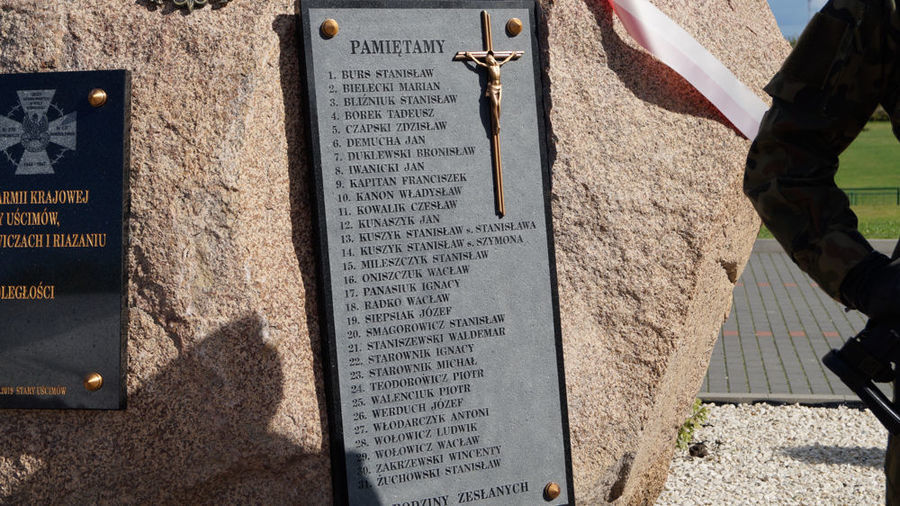 ARMII KRAJOWEJ
UŚCIMÓW,
I RIAZANIU
2019 STARY UŚCIMÓW
PAMIĘTAMY
1. BURS STANISŁAW
2. BIELECKI MARIAN
3. BLIZNIUK STANISŁAW
4. BOREK TADEUSZ
5. CZAPSKI ZDZISŁAW
6. DEMUCHA JAN
7. DUKLEWSKI BRONISŁAW
8. IWANICKI JAN
9. KAPITAN FRANCISZEK
10. KANON WŁADYSŁAW
11. KOWALIK CZESŁAW
12. KUNASZYK JAN
13. KUSZYK STANISŁAW s. STANISŁAWA
14. KUSZYK STANISŁAW s. SZYMONA
15. MILESZCZYK STANISŁAW
16. ONISZCZUK WACŁAW
17. PANASIUK IGNACY
18. RADKO WACŁAW
19. SIEPSIAK JÓZEF
20. SMAGOROWICZ STANISŁAW
21. STANISZEWSKI WALDEMAR
22. STAROWNIK IGNACY
23. STAROWNIK MICHAŁ
24. TEODOROWICZ PIOTR
25. WALENCIUK PIOTR
26. WERDUCH JÓZEF
27. WŁODARCZYK ANTONI
28. WOŁOWICZ LUDWIK
29. WOŁOWICZ WACŁAW
30. ZAKRZEWSKI WINCENTY
31. ŻUCHOWSKI STANISŁAW
RODZINY ZESŁANYCH